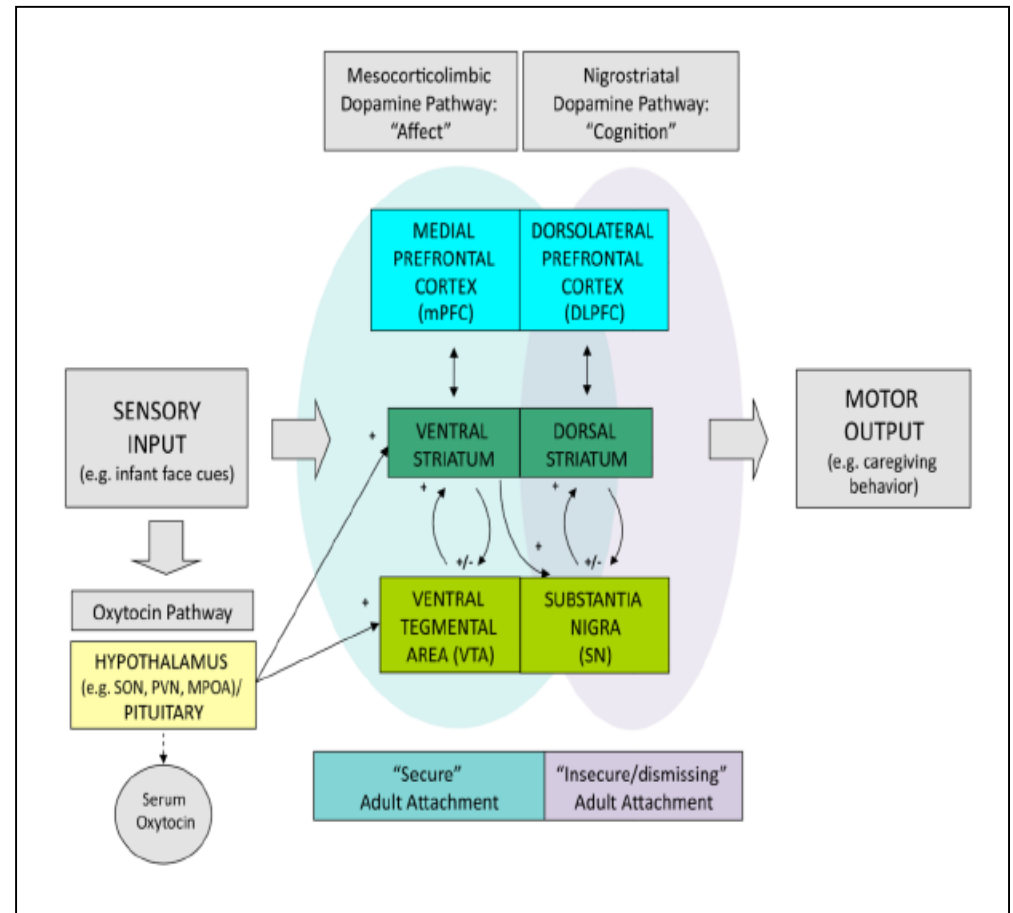 Mesocorticolimbic
Dopamine Pathway:
“Affect”
Nigrostriatal
Dopamine Pathway:
“Cognition”
MEDIAL
PREFRONTAL
CORTEX
(mPFC)
DORSOLATERAL
PREFRONTAL
CORTEX
(DLPFC)
SENSORY
INPUT
(e.g. infant face cues)
+
VENTRAL
STRIATUM
DORSAL
STRIATUM
MOTOR
OUTPUT
(e.g. caregiving
behavior)
+
+
+
+/-
+/-
Oxytocin Pathway
HYPOTHALAMUS
(e.g. SON, PVN, MPOA)/
PITUITARY
+
VENTRAL
TEGMENTAL
AREA (VTA)
SUBSTANTIA
NIGRA
(SN)
Serum
Oxytocin
“Secure”
Adult Attachment
“Insecure/dismissing”
Adult Attachment